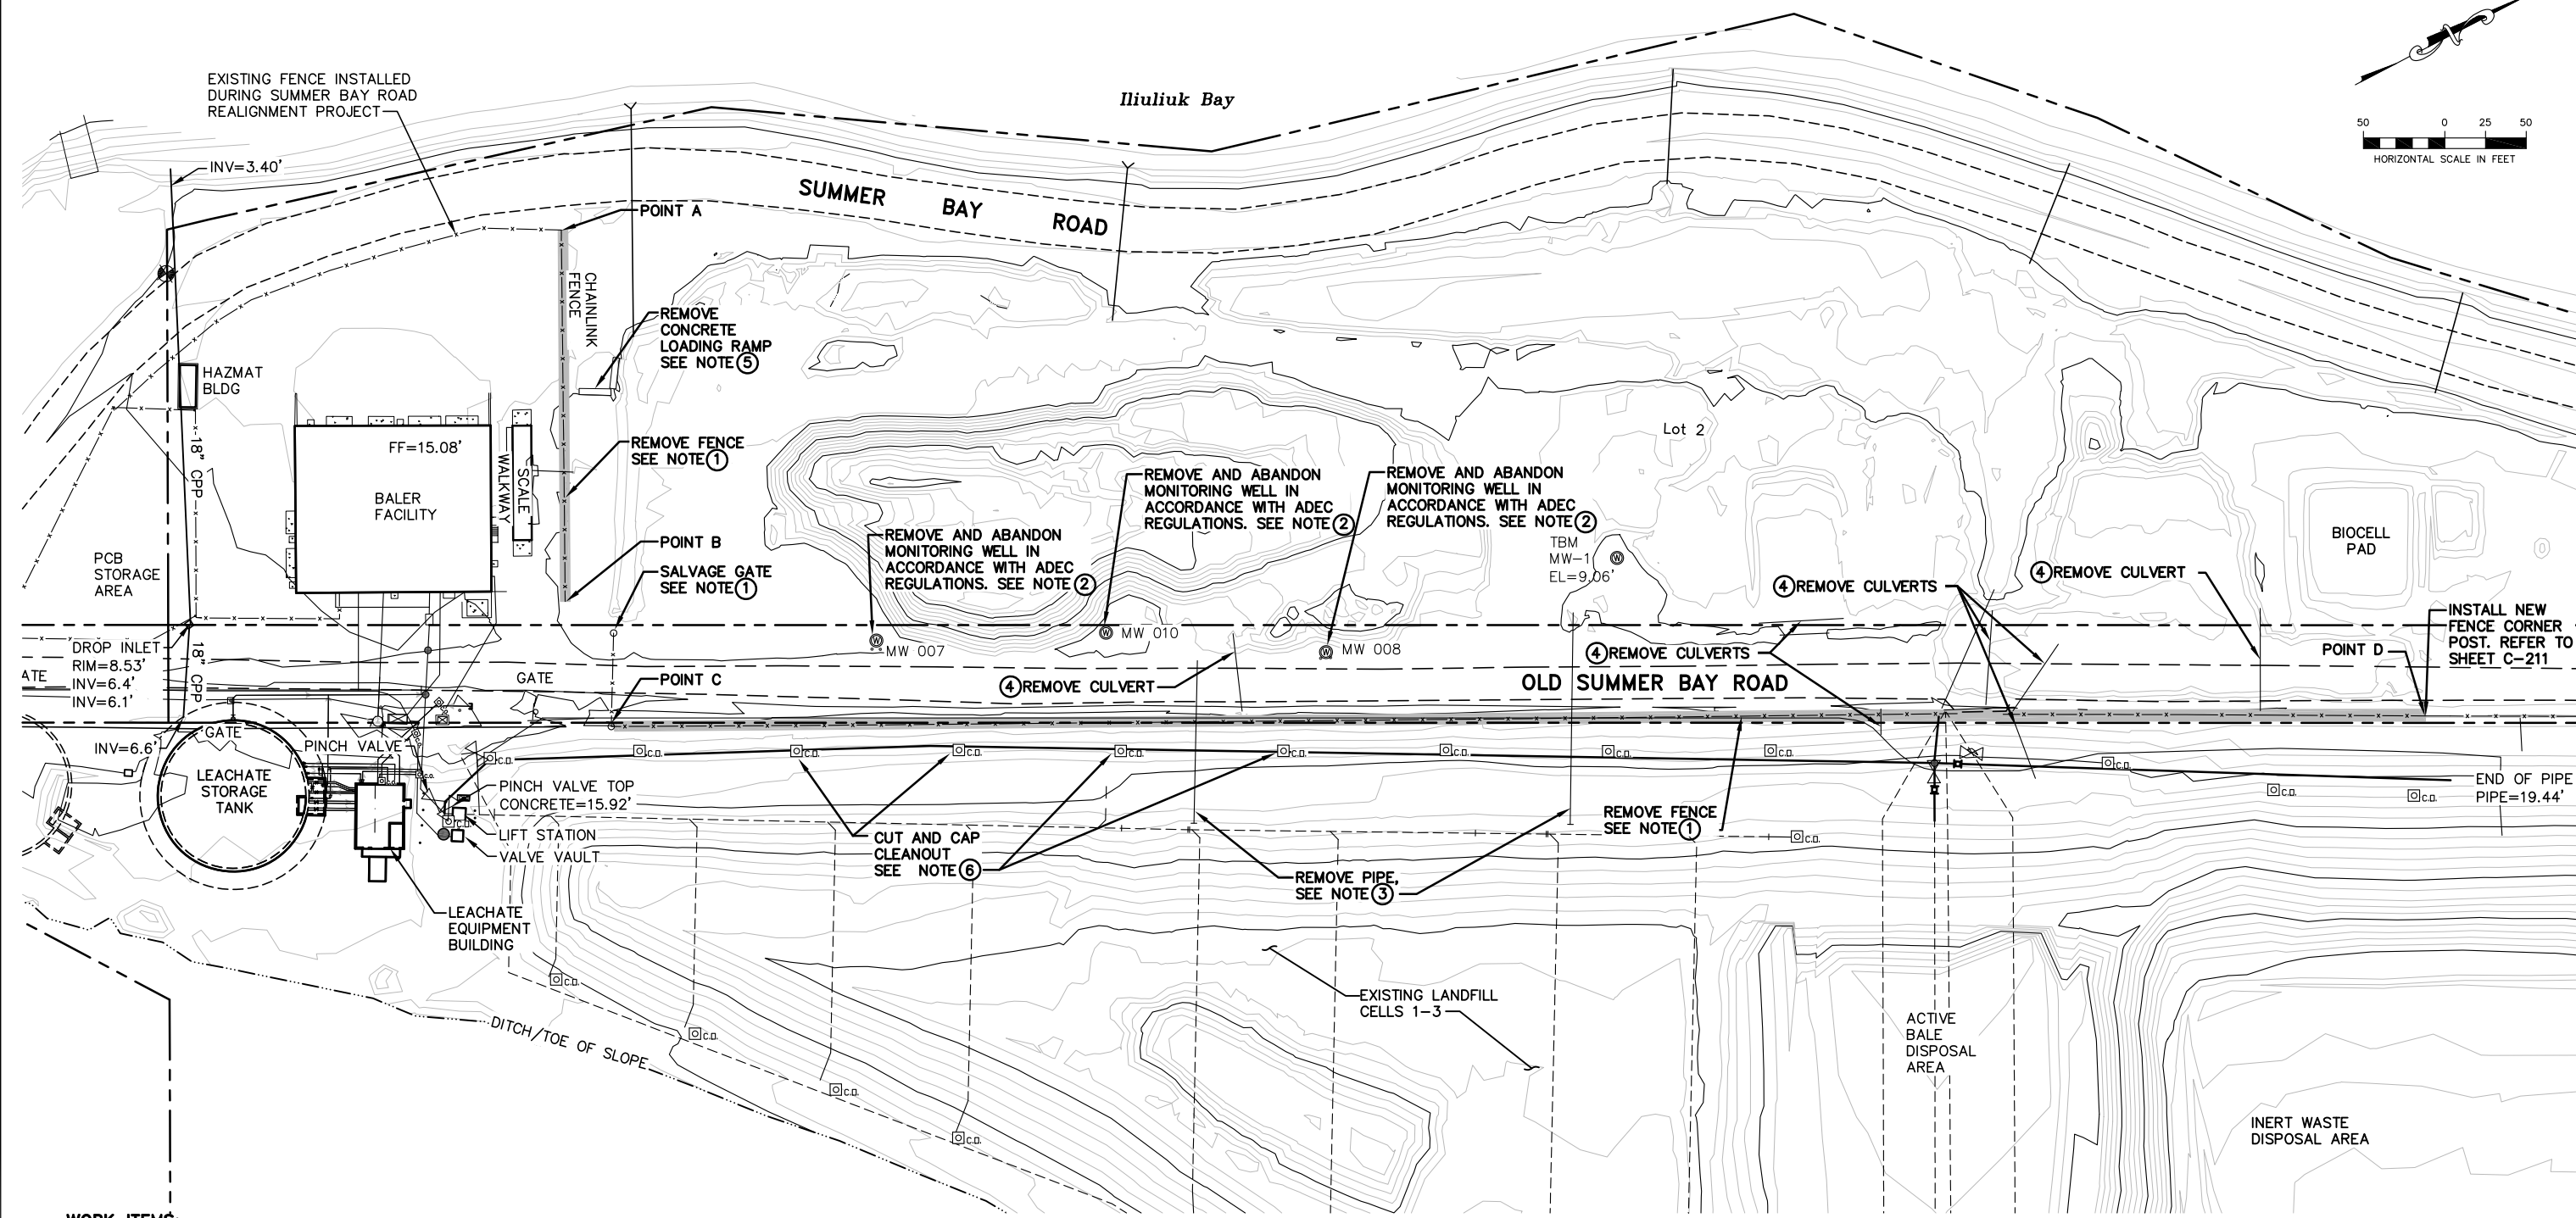 EXISTING FENCE INSTALLED
DURING SUMMER BAY ROAD
REALIGNMENT PROJECT
Iliuliuk Bay
N
50 0 25 50
HORIZONTAL SCALE IN FEET
INV=3.40'
SUMMER BAY ROAD
POINT A
CHAINLINK
FENCE
REMOVE
CONCRETE
LOADING RAMP
SEE NOTE 5
HAZMAT
BLDG
18" CPP
FF=15.08'
BALER
FACILITY
WALKWAY
SCALE
REMOVE FENCE
SEE NOTE 1
Lot 2
REMOVE AND ABANDON
MONITORING WELL IN
ACCORDANCE WITH ADEC
REGULATIONS. SEE NOTE 2
REMOVE AND ABANDON
MONITORING WELL IN
ACCORDANCE WITH ADEC
REGULATIONS. SEE NOTE 2
REMOVE AND ABANDON
MONITORING WELL IN
ACCORDANCE WITH ADEC
REGULATIONS. SEE NOTE 2
TBM
MW-1
EL=9.06'
W
BIOCELL
PAD
PCB
STORAGE
AREA
POINT B
SALVAGE GATE
SEE NOTE 1
4 REMOVE CULVERTS
4 REMOVE CULVERT
INSTALL NEW
FENCE CORNER
POST. REFER TO
SHEET C-211
W
MW 007
W
MW 010
W
MW 008
4 REMOVE CULVERTS
POINT D
DROP INLET
RIM=8.53'
INV=6.4'
INV=6.1'
ATE
18" CPP
GATE
POINT C
4 REMOVE CULVERT
OLD SUMMER BAY ROAD
INV=6.6'
GATE
PINCH VALVE
C.O.
C.O.
C.O.
C.O.
C.O.
C.O.
C.O.
C.O.
C.O.
C.O.
C.O.
C.O.
C.O.
LEACHATE
STORAGE
TANK
PINCH VALVE TOP
CONCRETE=15.92'
END OF PIPE
PIPE=19.44'
C.O.
LIFT STATION
VALVE VAULT
CUT AND CAP
CLEANOUT
SEE NOTE 6
REMOVE FENCE
SEE NOTE 1
C.O.
REMOVE PIPE,
SEE NOTE 3
LEACHATE
EQUIPMENT
BUILDING
C.O.
EXISTING LANDFILL
CELLS 1-3
DITCH/TOE OF SLOPE
C.O.
C.O.
C.O.
ACTIVE
BALE
DISPOSAL
AREA
INERT WASTE
DISPOSAL AREA
WORK ITEMS: